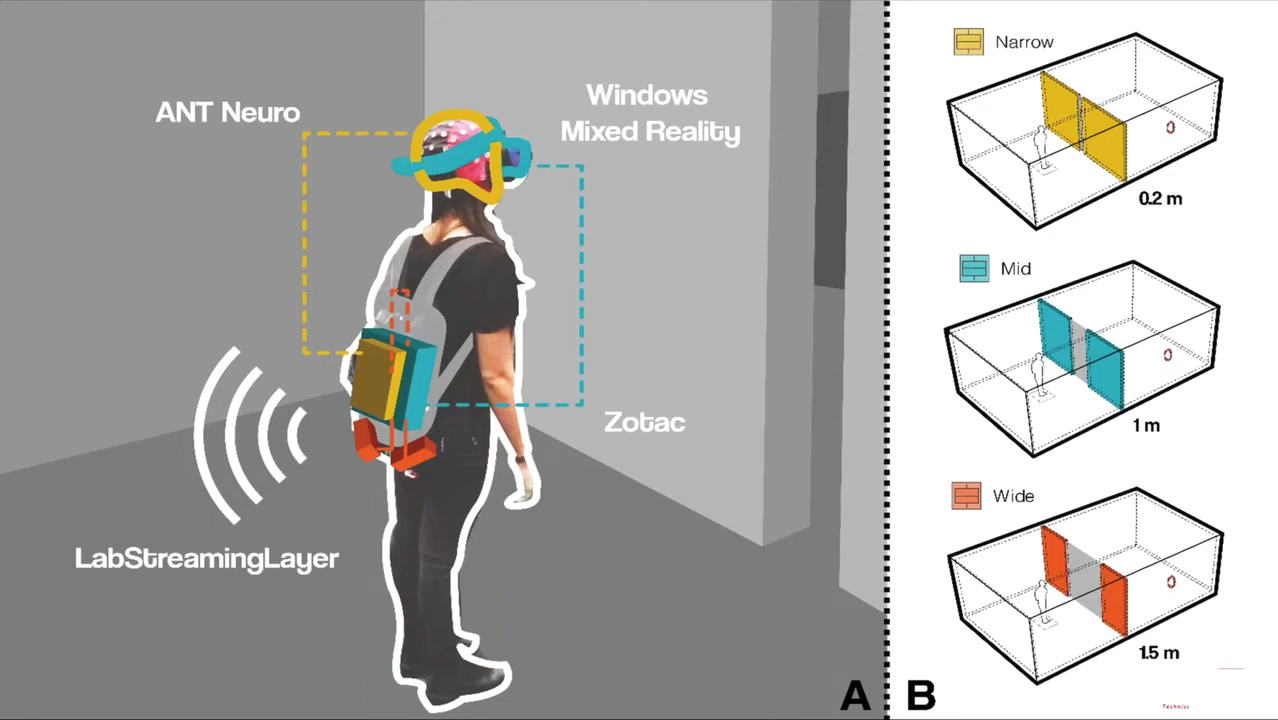 ANT Neuro
Windows
Mixed Reality
Zotac
LabStreamingLayer
A
B
Narrow
0.2 m
Mid
1 m
Wide
1.5 m